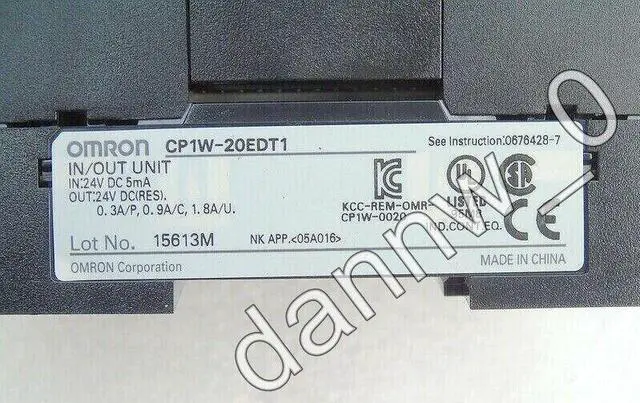 OMRON CP1W-20EDT1
See Instruction:0676428-7
IN/OUT UNIT
IN:24V DC 5mA
OUT:24V DC(RES).
0.3A/P, 0.9A/C, 1.8A/U.
KCC-REM-OMR-
CP1W-0020
UL
LISTED
IND.CONT.EQ.
CE
Lot No. 15613M
NK APP.<05A016>
OMRON Corporation
MADE IN CHINA
dannw_0